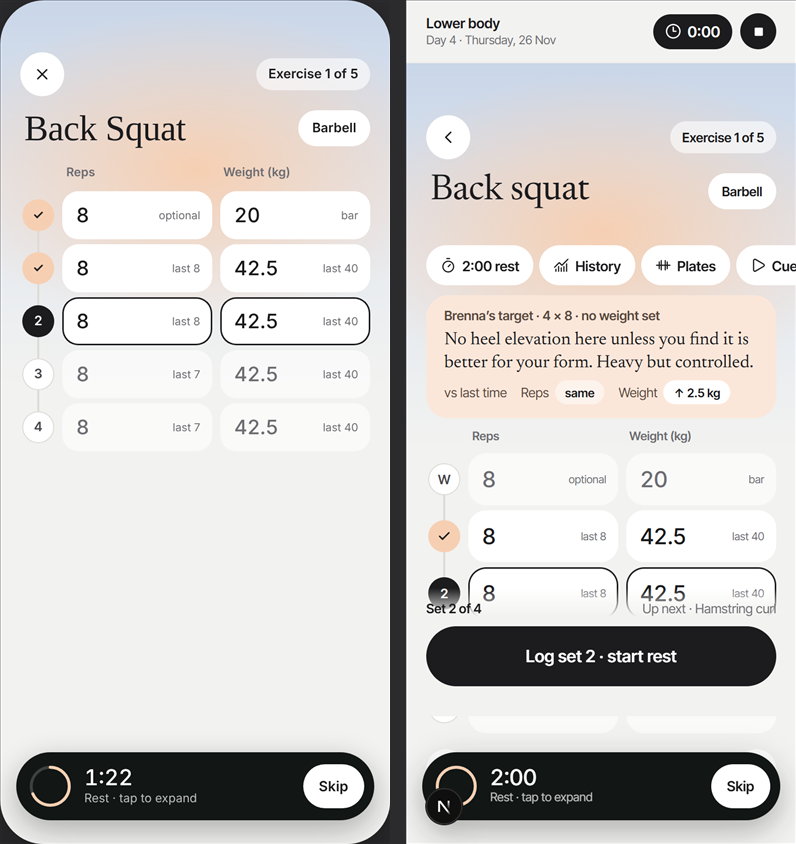 Exercise 1 of 5
Back Squat
Barbell
Reps
Weight (kg)
8
optional
20
bar
8
last 8
42.5
last 40
2
8
last 8
42.5
last 40
3
8
last 7
42.5
last 40
4
8
last 7
42.5
last 40
1:22
Rest · tap to expand
Skip
Lower body
Day 4 · Thursday, 26 Nov
0:00
Exercise 1 of 5
Back squat
Barbell
2:00 rest
History
Plates
Cue
Brenna’s target · 4 × 8 · no weight set
No heel elevation here unless you find it is
better for your form. Heavy but controlled.
vs last time
Reps
same
Weight
↑ 2.5 kg
Reps
Weight (kg)
W
8
optional
20
bar
8
last 8
42.5
last 40
2
8
last 8
42.5
last 40
Set 2 of 4
Up next · Hamstring curl
Log set 2 · start rest
2:00
Rest · tap to expand
Skip
N